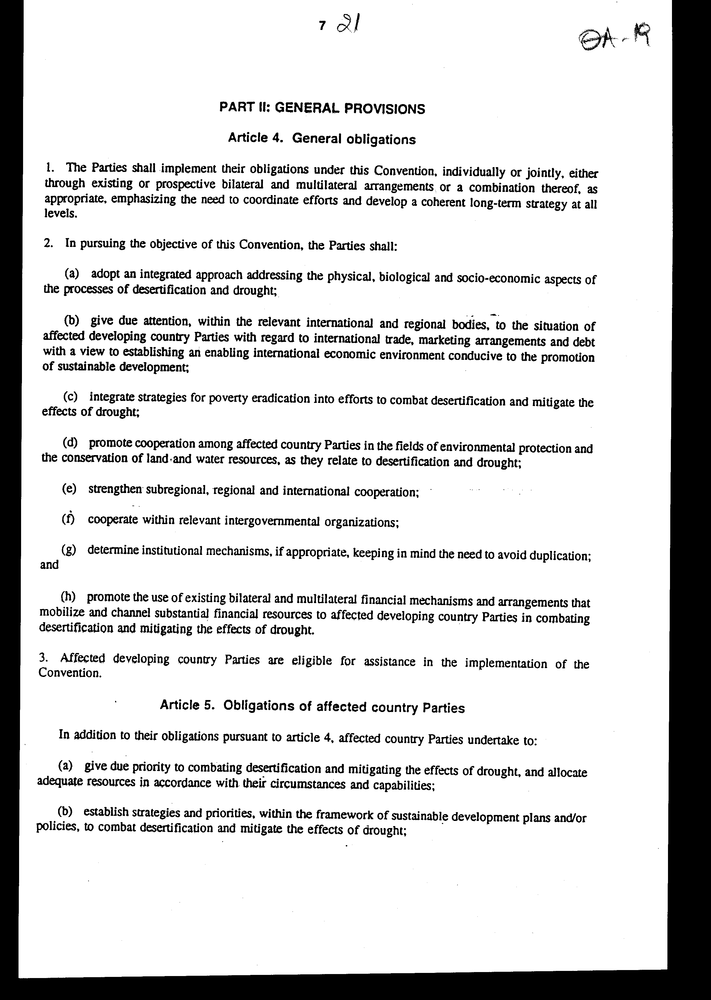 7 21
PART II: GENERAL PROVISIONS
Article 4. General obligations
1. The Parties shall implement their obligations under this Convention, individually or jointly, either
through existing or prospective bilateral and multilateral arrangements or a combination thereof, as
appropriate, emphasizing the need to coordinate efforts and develop a coherent long-term strategy at all
levels.
2. In pursuing the objective of this Convention, the Parties shall:
(a) adopt an integrated approach addressing the physical, biological and socio-economic aspects of
the processes of desertification and drought;
(b) give due attention, within the relevant international and regional bodies, to the situation of
affected developing country Parties with regard to international trade, marketing arrangements and debt
with a view to establishing an enabling international economic environment conducive to the promotion
of sustainable development;
(c) integrate strategies for poverty eradication into efforts to combat desertification and mitigate the
effects of drought;
(d) promote cooperation among affected country Parties in the fields of environmental protection and
the conservation of land and water resources, as they relate to desertification and drought;
(e) strengthen subregional, regional and international cooperation;
(f) cooperate within relevant intergovernmental organizations;
(g) determine institutional mechanisms, if appropriate, keeping in mind the need to avoid duplication;
and
(h) promote the use of existing bilateral and multilateral financial mechanisms and arrangements that
mobilize and channel substantial financial resources to affected developing country Parties in combating
desertification and mitigating the effects of drought.
3. Affected developing country Parties are eligible for assistance in the implementation of the
Convention.
Article 5. Obligations of affected country Parties
In addition to their obligations pursuant to article 4, affected country Parties undertake to:
(a) give due priority to combating desertification and mitigating the effects of drought, and allocate
adequate resources in accordance with their circumstances and capabilities;
(b) establish strategies and priorities, within the framework of sustainable development plans and/or
policies, to combat desertification and mitigate the effects of drought;